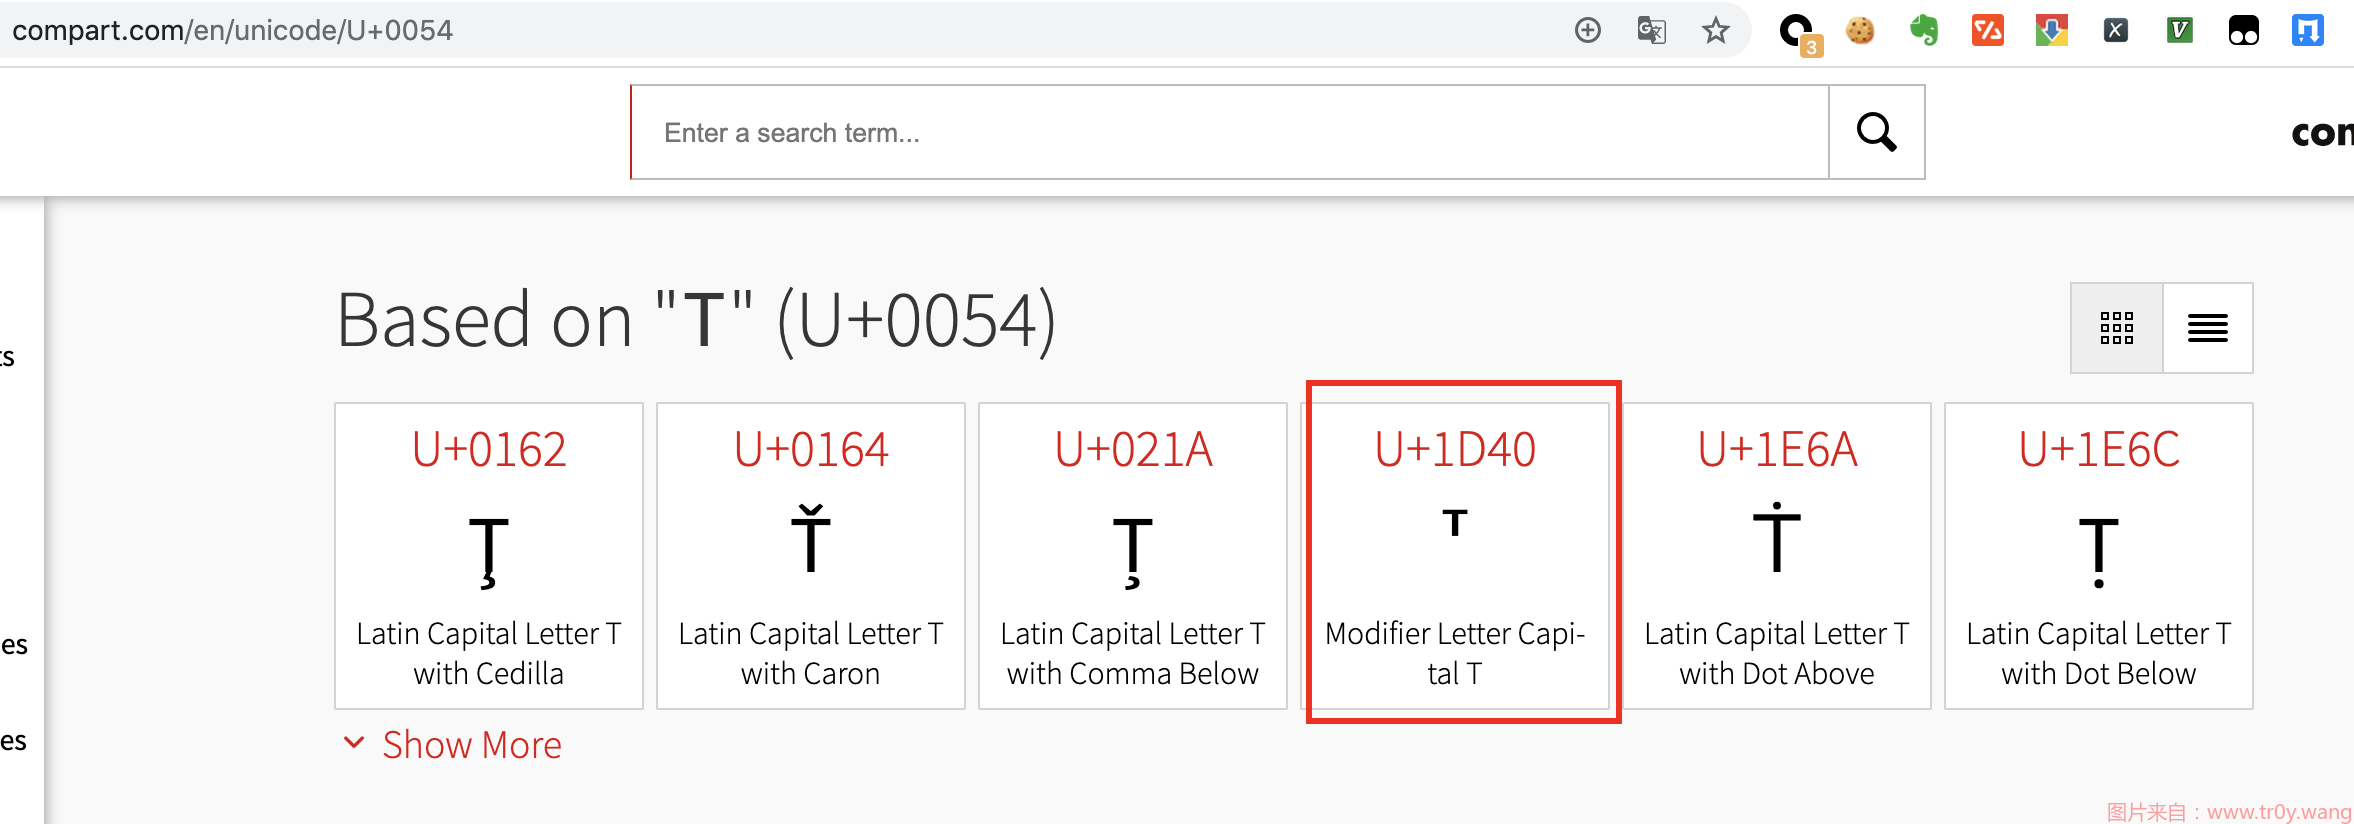 compart.com/en/unicode/U+0054
3
Enter a search term...
com
Based on "T" (U+0054)
ts
es
es
U+0162
Ţ
Latin Capital Letter T
with Cedilla
U+0164
Ť
Latin Capital Letter T
with Caron
U+021A
Ț
Latin Capital Letter T
with Comma Below
U+1D40
ᵀ
Modifier Letter Capi-
tal T
U+1E6A
Ṫ
Latin Capital Letter T
with Dot Above
U+1E6C
Ṭ
Latin Capital Letter T
with Dot Below
Show More
图片来自：www.tr0y.wang